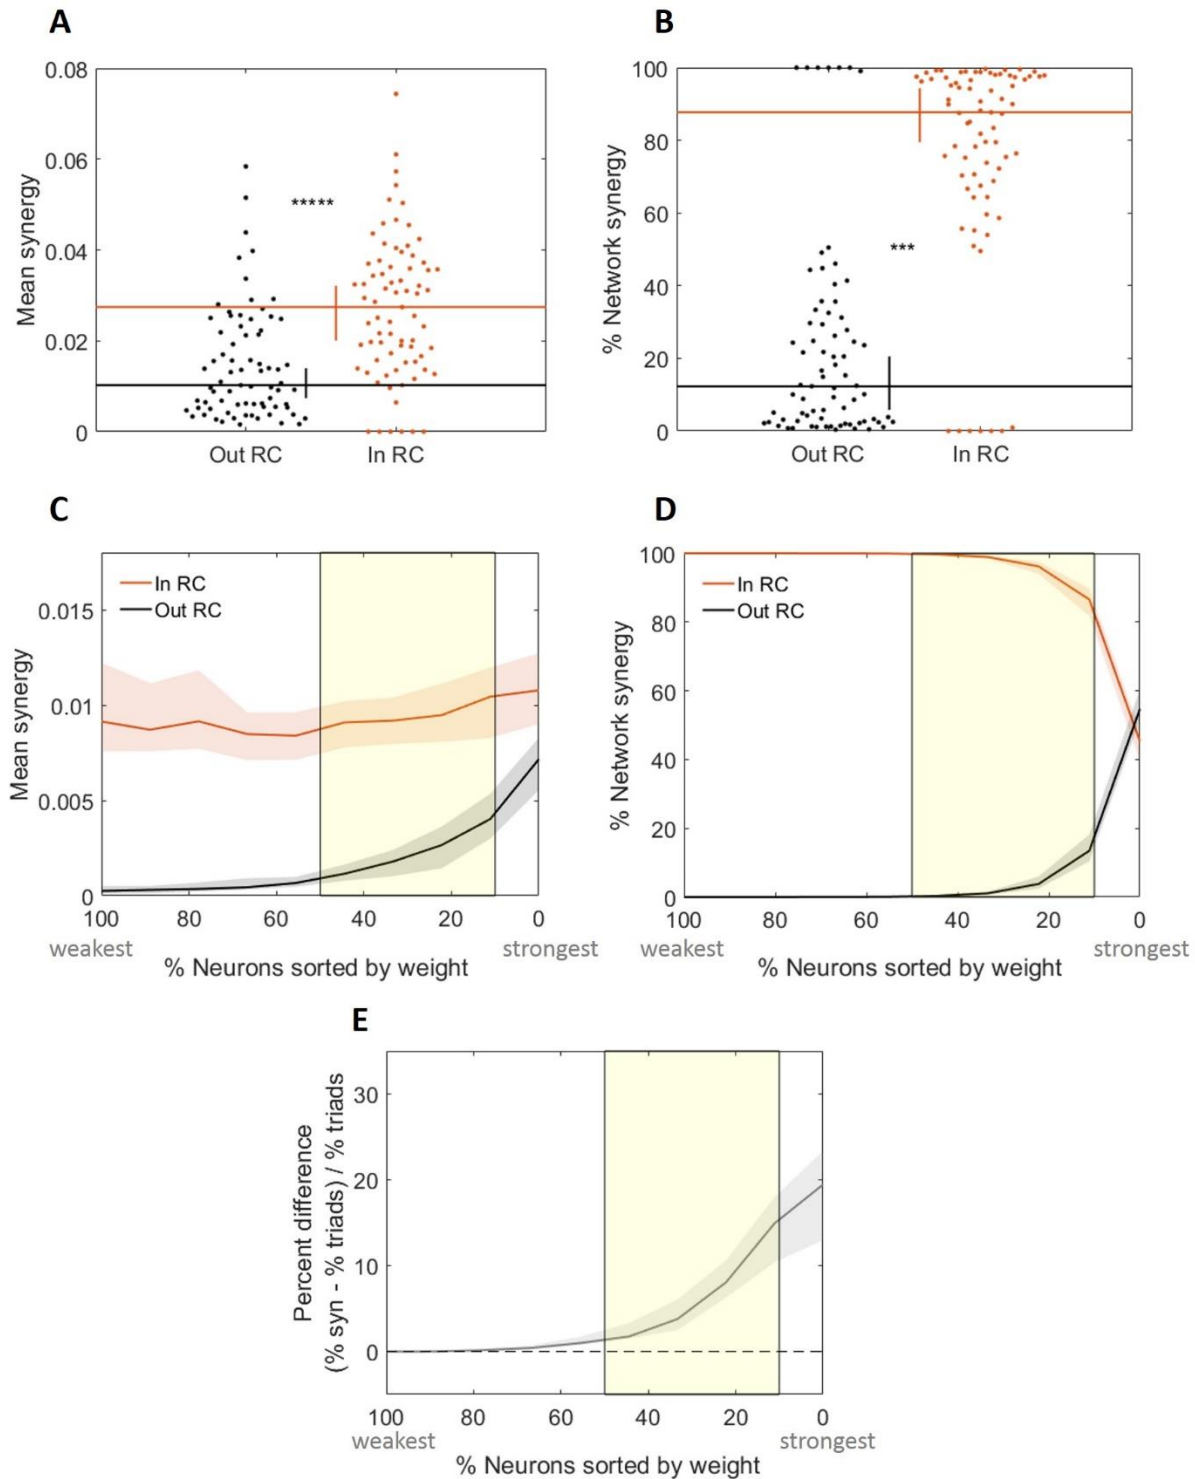 A
B
0.08
0.06
0.04
0.02
0
Mean synergy
*****
Out RC
In RC
100
80
60
40
20
0
% Network synergy
***
Out RC
In RC
C
D
In RC
Out RC
0.015
0.01
0.005
0
Mean synergy
100
80
60
40
20
0
weakest
strongest
% Neurons sorted by weight
In RC
Out RC
100
80
60
40
20
0
% Network synergy
100
80
60
40
20
0
weakest
strongest
% Neurons sorted by weight
E
30
20
10
0
Percent difference
(% syn - % triads) / % triads
100
80
60
40
20
0
weakest
strongest
% Neurons sorted by weight